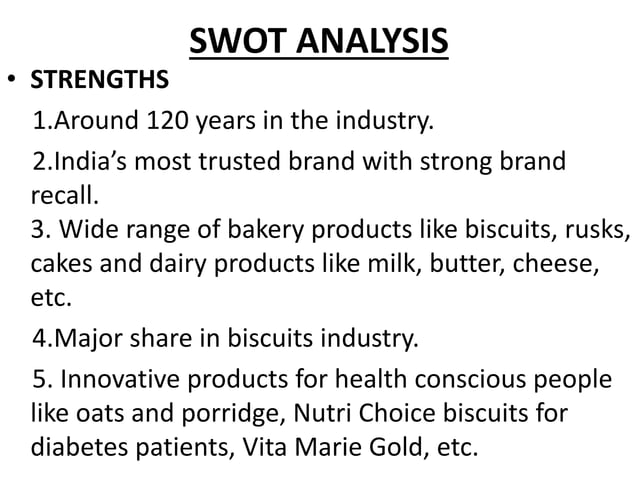 SWOT ANALYSIS
• STRENGTHS
1.Around 120 years in the industry.
2.India’s most trusted brand with strong brand
recall.
3. Wide range of bakery products like biscuits, rusks,
cakes and dairy products like milk, butter, cheese,
etc.
4.Major share in biscuits industry.
5. Innovative products for health conscious people
like oats and porridge, Nutri Choice biscuits for
diabetes patients, Vita Marie Gold, etc.